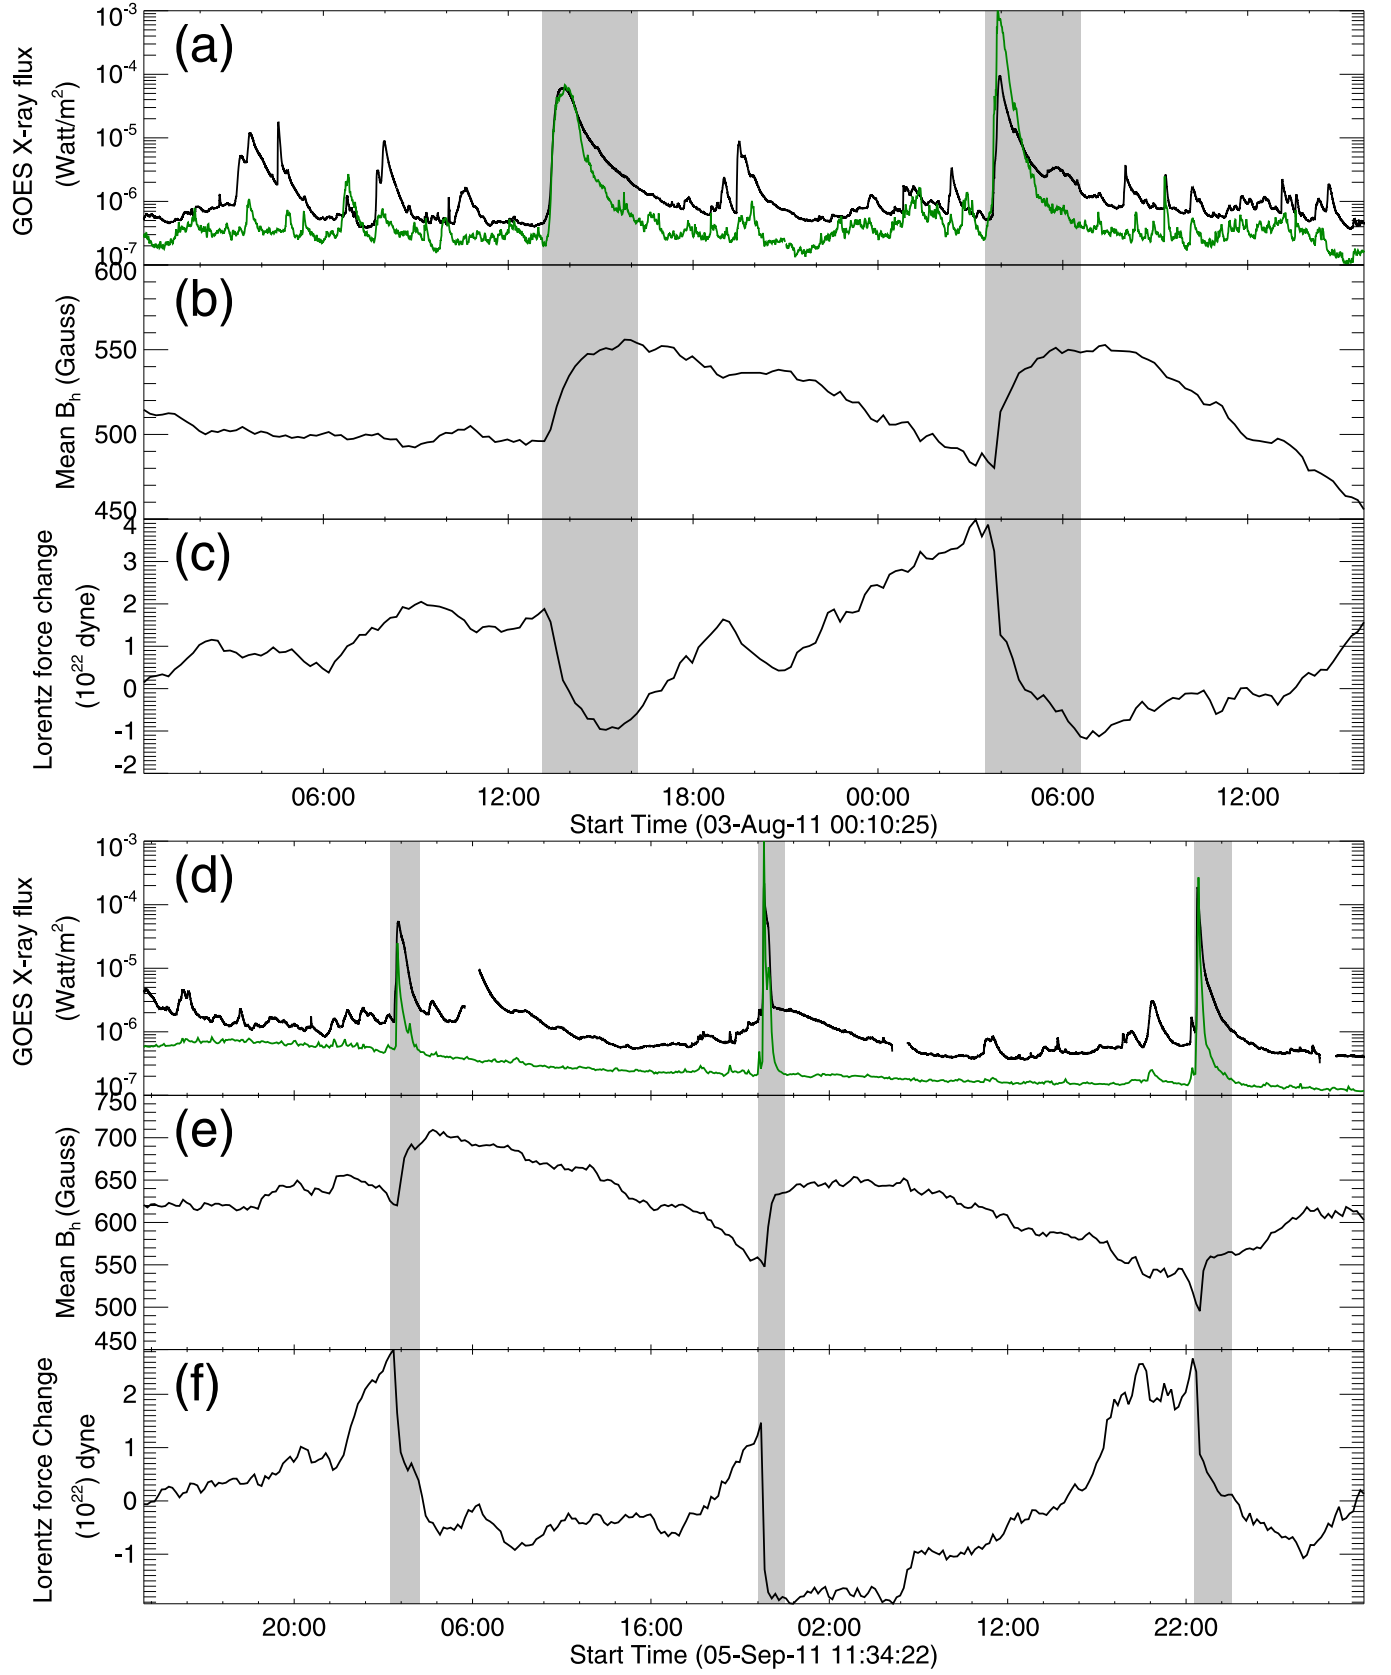 (a)
GOES X-ray flux
(Watt/m²)
10⁻³
10⁻⁴
10⁻⁵
10⁻⁶
10⁻⁷
(b)
Mean Bₕ (Gauss)
600
550
500
450
(c)
Lorentz force change
(10²² dyne)
4
3
2
1
0
-1
-2
06:00 12:00 18:00 00:00 06:00 12:00
Start Time (03-Aug-11 00:10:25)
(d)
GOES X-ray flux
(Watt/m²)
10⁻³
10⁻⁴
10⁻⁵
10⁻⁶
10⁻⁷
(e)
Mean Bₕ (Gauss)
750
700
650
600
550
500
450
(f)
Lorentz force Change
(10²²) dyne
2
1
0
-1
20:00 06:00 16:00 02:00 12:00 22:00
Start Time (05-Sep-11 11:34:22)